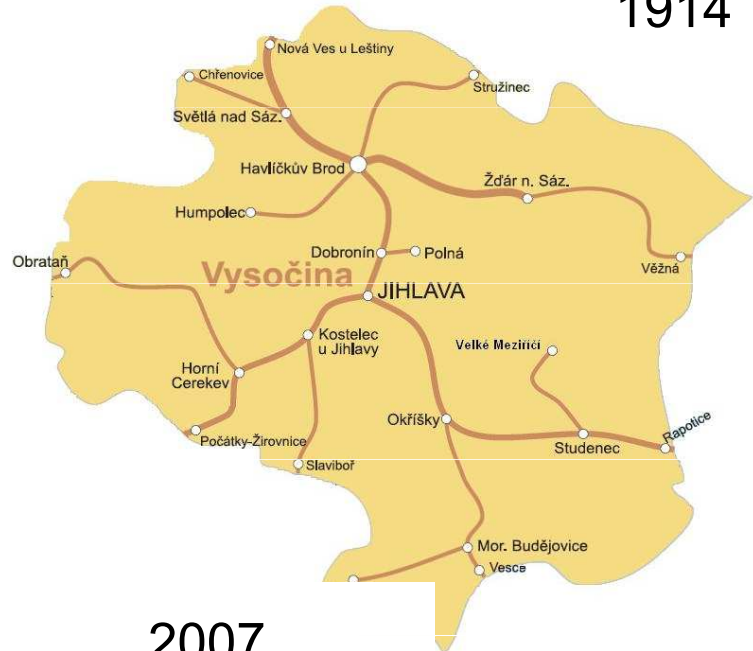 1914
Nová Ves u Leštiny
Chřenovice
Stružinec
Světlá nad Sáz.
Havlíčkův Brod
Žďár n. Sáz.
Humpolec
Dobronín
Polná
Obrataň
Věžná
Vysočina
JIHLAVA
Kostelec
u Jihlavy
Velké Meziříčí
Horní
Cerekev
Okříšky
Rapotice
Počátky-Žirovnice
Studenec
Slaviboř
Mor. Budějovice
Vesce
2007